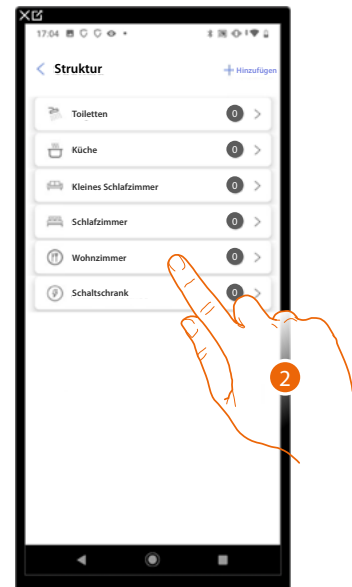 17:04
Struktur
Hinzufügen
Toiletten 0
Küche 0
Kleines Schlafzimmer 0
Schlafzimmer 0
Wohnzimmer 0
Schaltschrank 0
2